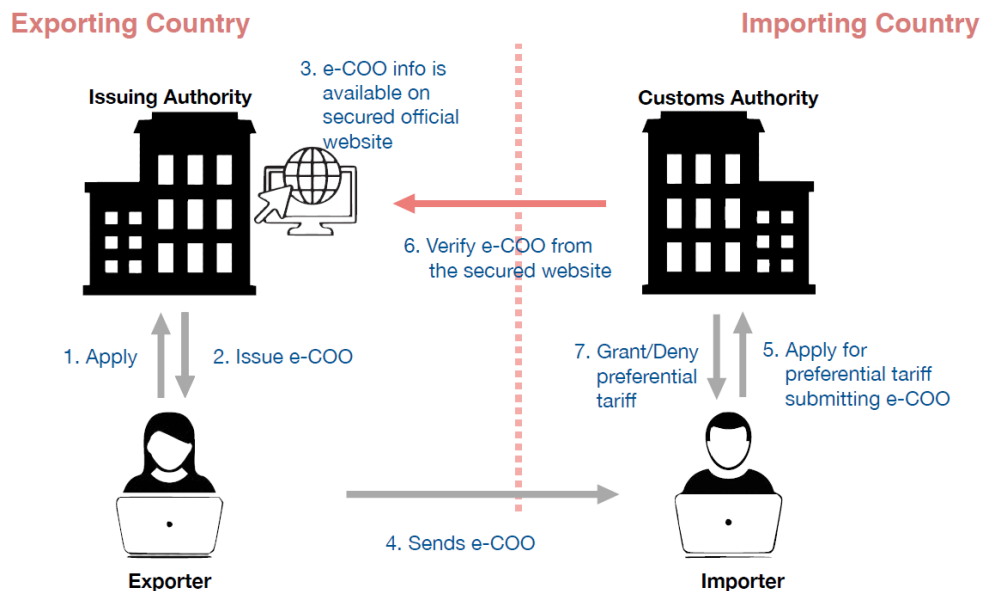 Exporting Country
Importing Country
Issuing Authority
3. e-COO info is
available on
secured official
website
Customs Authority
6. Verify e-COO from
the secured website
1. Apply
2. Issue e-COO
7. Grant/Deny
preferential
tariff
5. Apply for
preferential tariff
submitting e-COO
4. Sends e-COO
Exporter
Importer